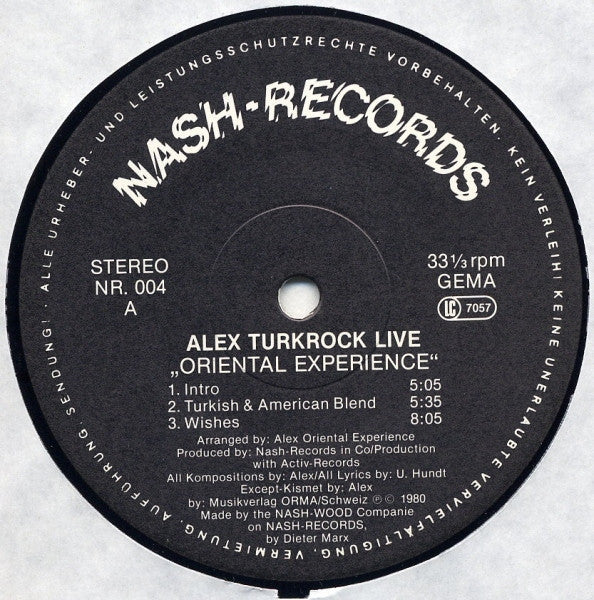 · ALLE URHEBER- UND LEISTUNGSSCHUTZRECHTE VORBEHALTEN. KEIN VERLEIH! KEINE UNERLAUBTE VERVIELFÄLTIGUNG, VERMIETUNG, AUFFÜHRUNG, SENDUNG!
NASH-RECORDS
STEREO
NR. 004
A
33 1/3 rpm
GEMA
LC 7057
ALEX TURKROCK LIVE
„ORIENTAL EXPERIENCE“
1. Intro 5:05
2. Turkish & American Blend 5:35
3. Wishes 8:05
Arranged by: Alex Oriental Experience
Produced by: Nash-Records in Co/Production
with Activ-Records
All Kompositions by: Alex/All Lyrics by: U. Hundt
Except-Kismet by: Alex
by: Musikverlag ORMA/Schweiz ℗ © 1980
Made by the NASH-WOOD Companie
on NASH-RECORDS,
by Dieter Marx